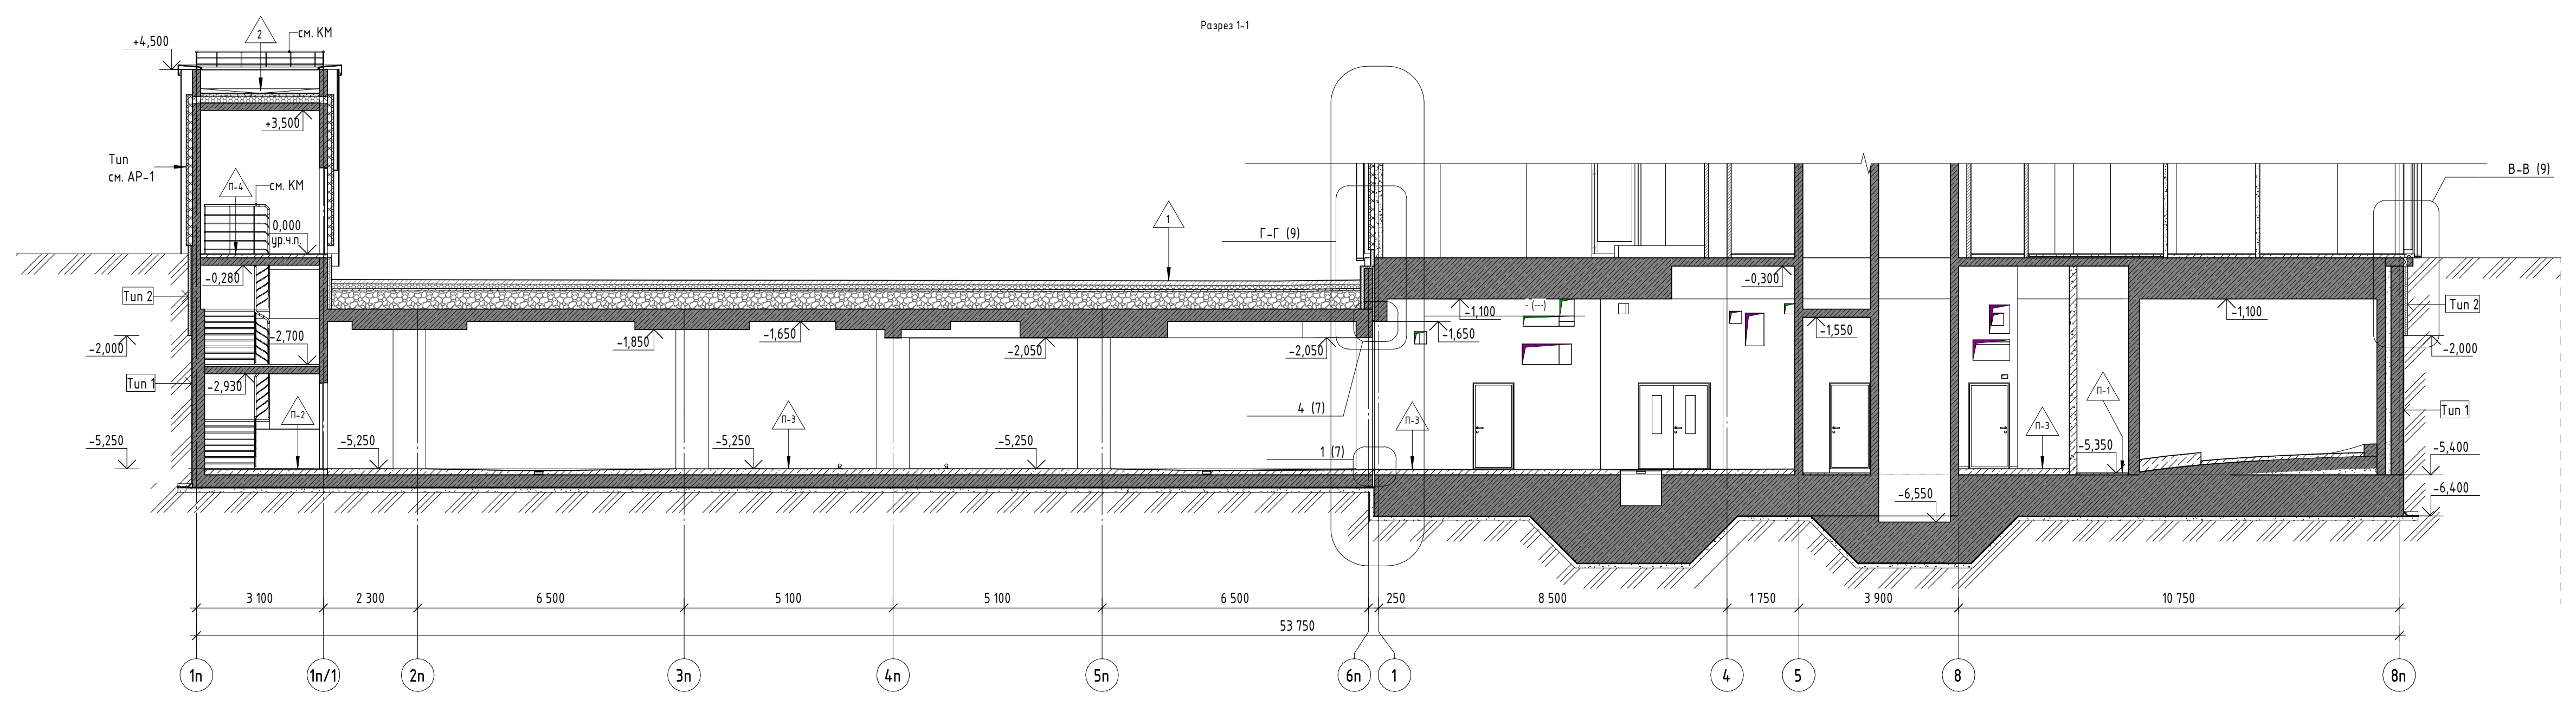 Разрез 1-1
2
см. КМ
+4,500
+3,500
Тип
см. АР-1
П-4
см. КМ
0,000
ур.ч.п.
1
Г-Г (9)
В-В (9)
-0,280
Тип 2
-2,700
-2,000
-2,930
Тип 1
П-2
-5,250
-5,250
-1,850
-1,650
-2,050
-2,050
-5,250
П-3
-5,250
4 (7)
1 (7)
-1,650
-1,100
- (---)
-0,300
-1,550
П-3
-1,100
Тип 2
-2,000
П-1
П-3
-5,350
Тип 1
-5,400
-6,550
-6,400
3 100
2 300
6 500
5 100
5 100
6 500
250
8 500
1 750
3 900
10 750
53 750
1п
1п/1
2п
3п
4п
5п
6п
1
4
5
8
8п